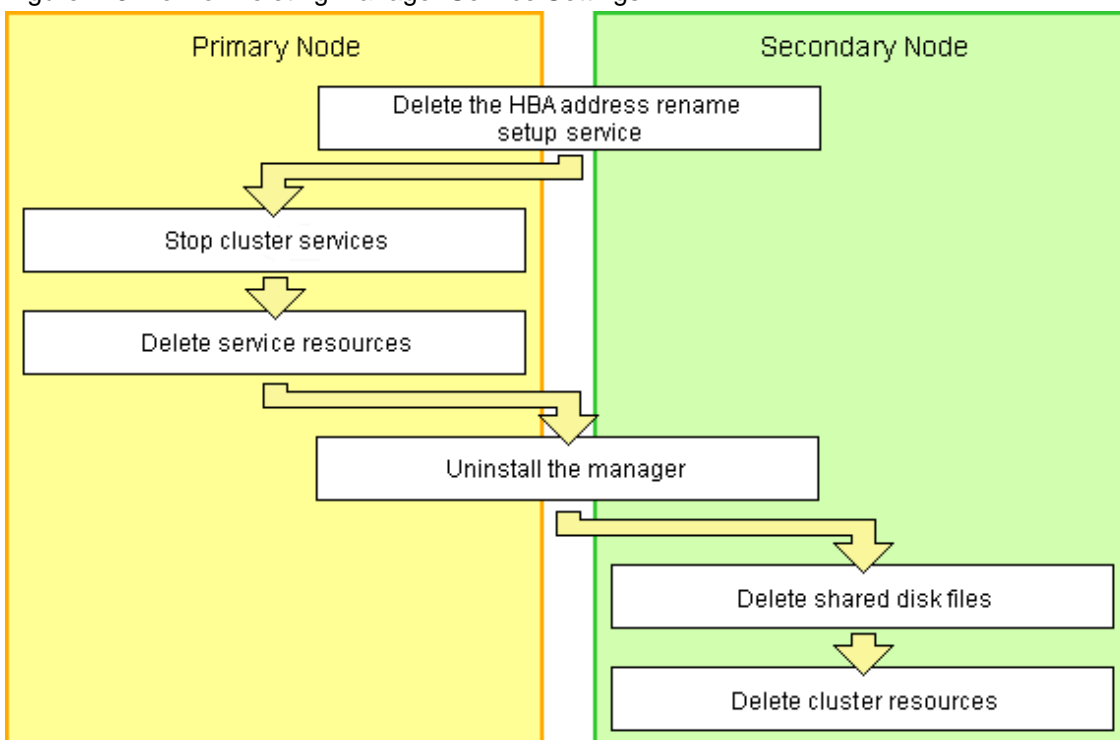 Primary Node
Secondary Node
Delete the HBA address rename
setup service
Stop cluster services
Delete service resources
Uninstall the manager
Delete shared disk files
Delete cluster resources